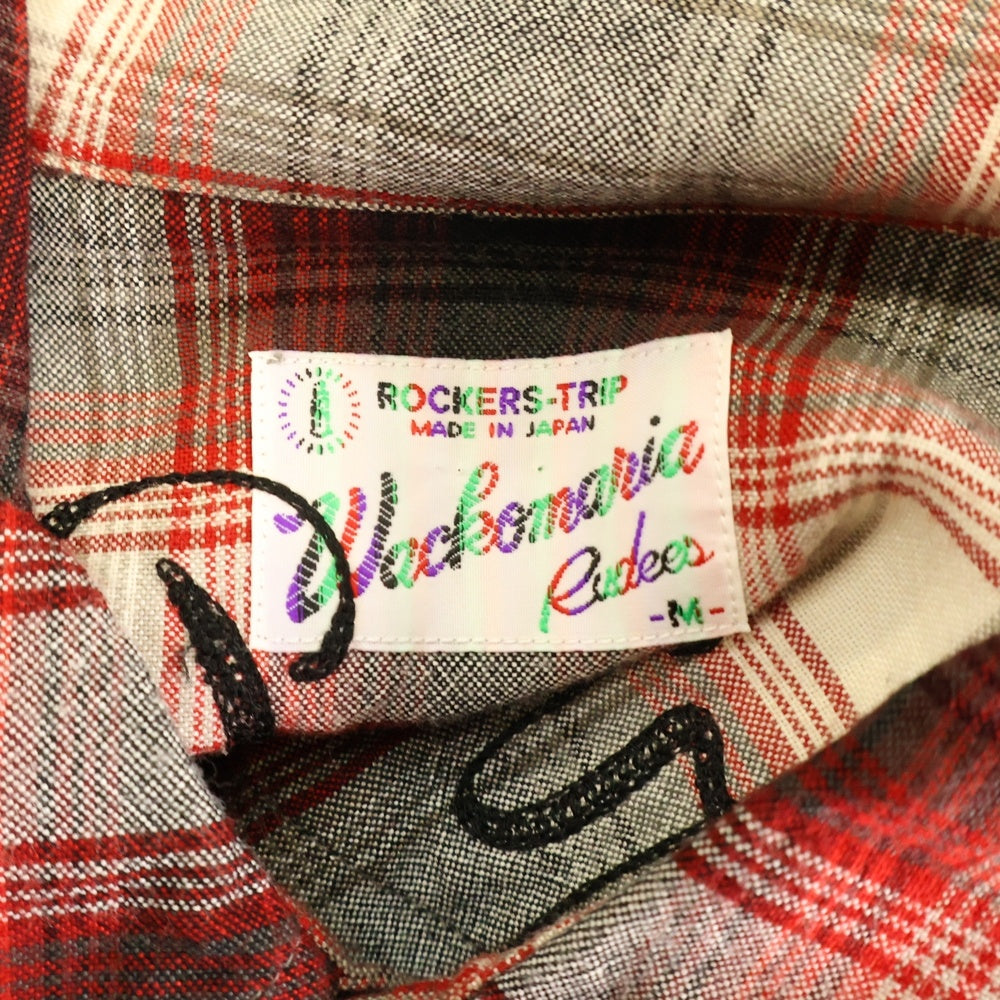 ROCKERS-TRIP
MADE IN JAPAN
Wackomaria
Rudees
-M-